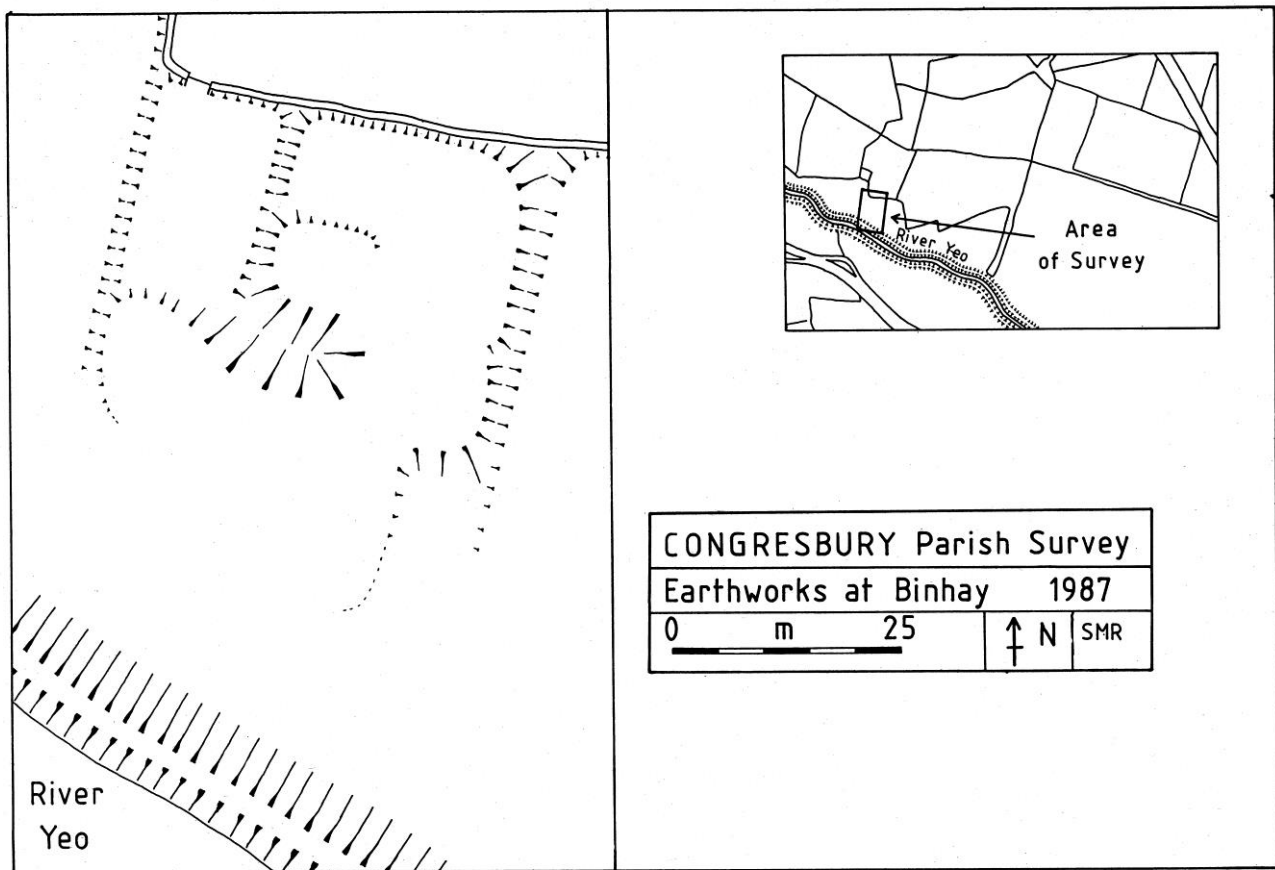 River
Yeo
River Yeo
Area
of Survey
CONGRESBURY Parish Survey
Earthworks at Binhay 1987
0 m 25
N
SMR